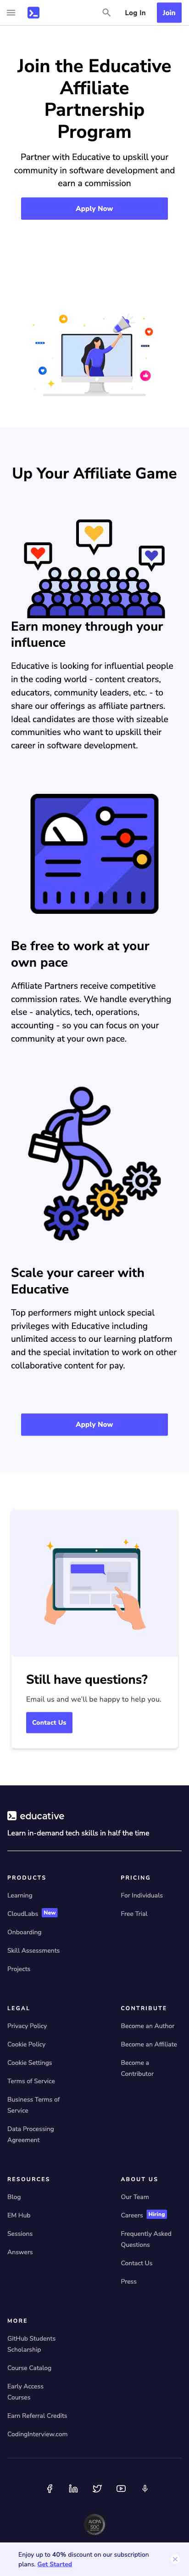 Log In
Join
Join the Educative
Affiliate
Partnership
Program
Partner with Educative to upskill your
community in software development and
earn a commission
Apply Now
Up Your Affiliate Game
Earn money through your
influence
Educative is looking for influential people
in the coding world - content creators,
educators, community leaders, etc. - to
share our offerings as affiliate partners.
Ideal candidates are those with sizeable
communities who want to upskill their
career in software development.
Be free to work at your
own pace
Affiliate Partners receive competitive
commission rates. We handle everything
else - analytics, tech, operations,
accounting - so you can focus on your
community at your own pace.
Scale your career with
Educative
Top performers might unlock special
privileges with Educative including
unlimited access to our learning platform
and the special invitation to work on other
collaborative content for pay.
Apply Now
Still have questions?
Email us and we'll be happy to help you.
Contact Us
educative
Learn in-demand tech skills in half the time
PRODUCTS
Learning
CloudLabs New
Onboarding
Skill Assessments
Projects
PRICING
For Individuals
Free Trial
LEGAL
Privacy Policy
Cookie Policy
Cookie Settings
Terms of Service
Business Terms of
Service
Data Processing
Agreement
CONTRIBUTE
Become an Author
Become an Affiliate
Become a
Contributor
RESOURCES
Blog
EM Hub
Sessions
Answers
ABOUT US
Our Team
Careers Hiring
Frequently Asked
Questions
Contact Us
Press
MORE
GitHub Students
Scholarship
Course Catalog
Early Access
Courses
Earn Referral Credits
CodingInterview.com
AICPA
SOC
Enjoy up to 40% discount on our subscription
plans. Get Started